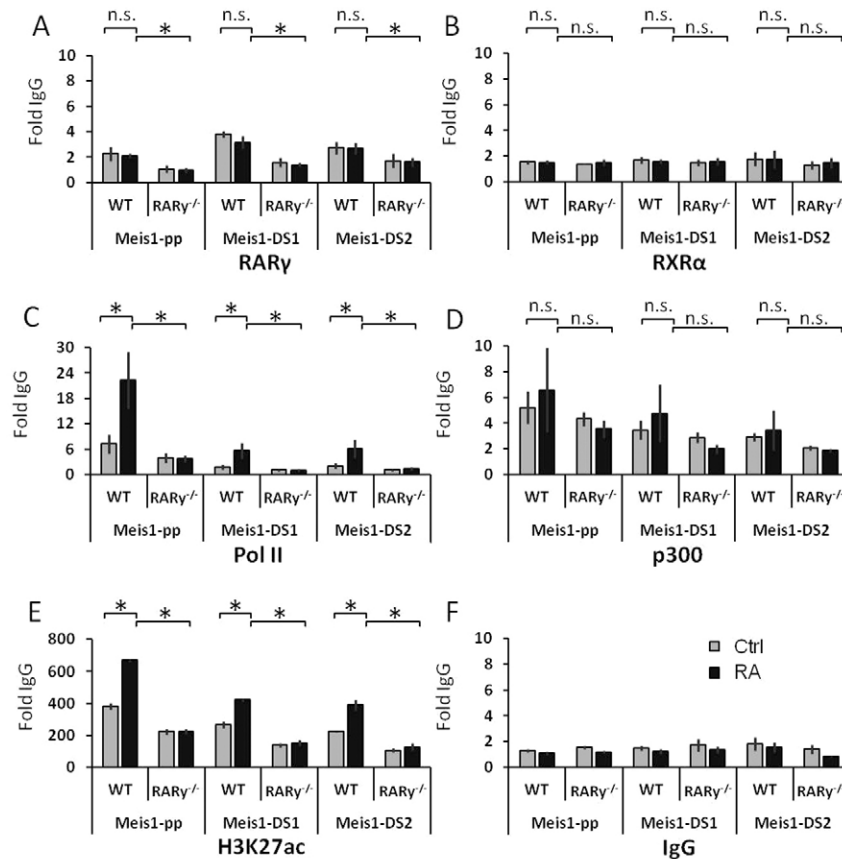 A
n.s.
*
n.s.
*
n.s.
*
Fold IgG
10
8
6
4
2
0
WT
RARγ-/-
WT
RARγ-/-
WT
RARγ-/-
Meis1-pp
Meis1-DS1
Meis1-DS2
RARγ
B
n.s.
n.s.
n.s.
n.s.
n.s.
n.s.
Fold IgG
10
8
6
4
2
0
WT
RARγ-/-
WT
RARγ-/-
WT
RARγ-/-
Meis1-pp
Meis1-DS1
Meis1-DS2
RXRα
C
*
*
*
*
*
*
Fold IgG
30
24
18
12
6
0
WT
RARγ-/-
WT
RARγ-/-
WT
RARγ-/-
Meis1-pp
Meis1-DS1
Meis1-DS2
Pol II
D
n.s.
n.s.
n.s.
n.s.
n.s.
n.s.
Fold IgG
10
8
6
4
2
0
WT
RARγ-/-
WT
RARγ-/-
WT
RARγ-/-
Meis1-pp
Meis1-DS1
Meis1-DS2
p300
E
*
*
*
*
*
*
Fold IgG
800
600
400
200
0
WT
RARγ-/-
WT
RARγ-/-
WT
RARγ-/-
Meis1-pp
Meis1-DS1
Meis1-DS2
H3K27ac
F
Ctrl
RA
Fold IgG
10
8
6
4
2
0
WT
RARγ-/-
WT
RARγ-/-
WT
RARγ-/-
Meis1-pp
Meis1-DS1
Meis1-DS2
IgG